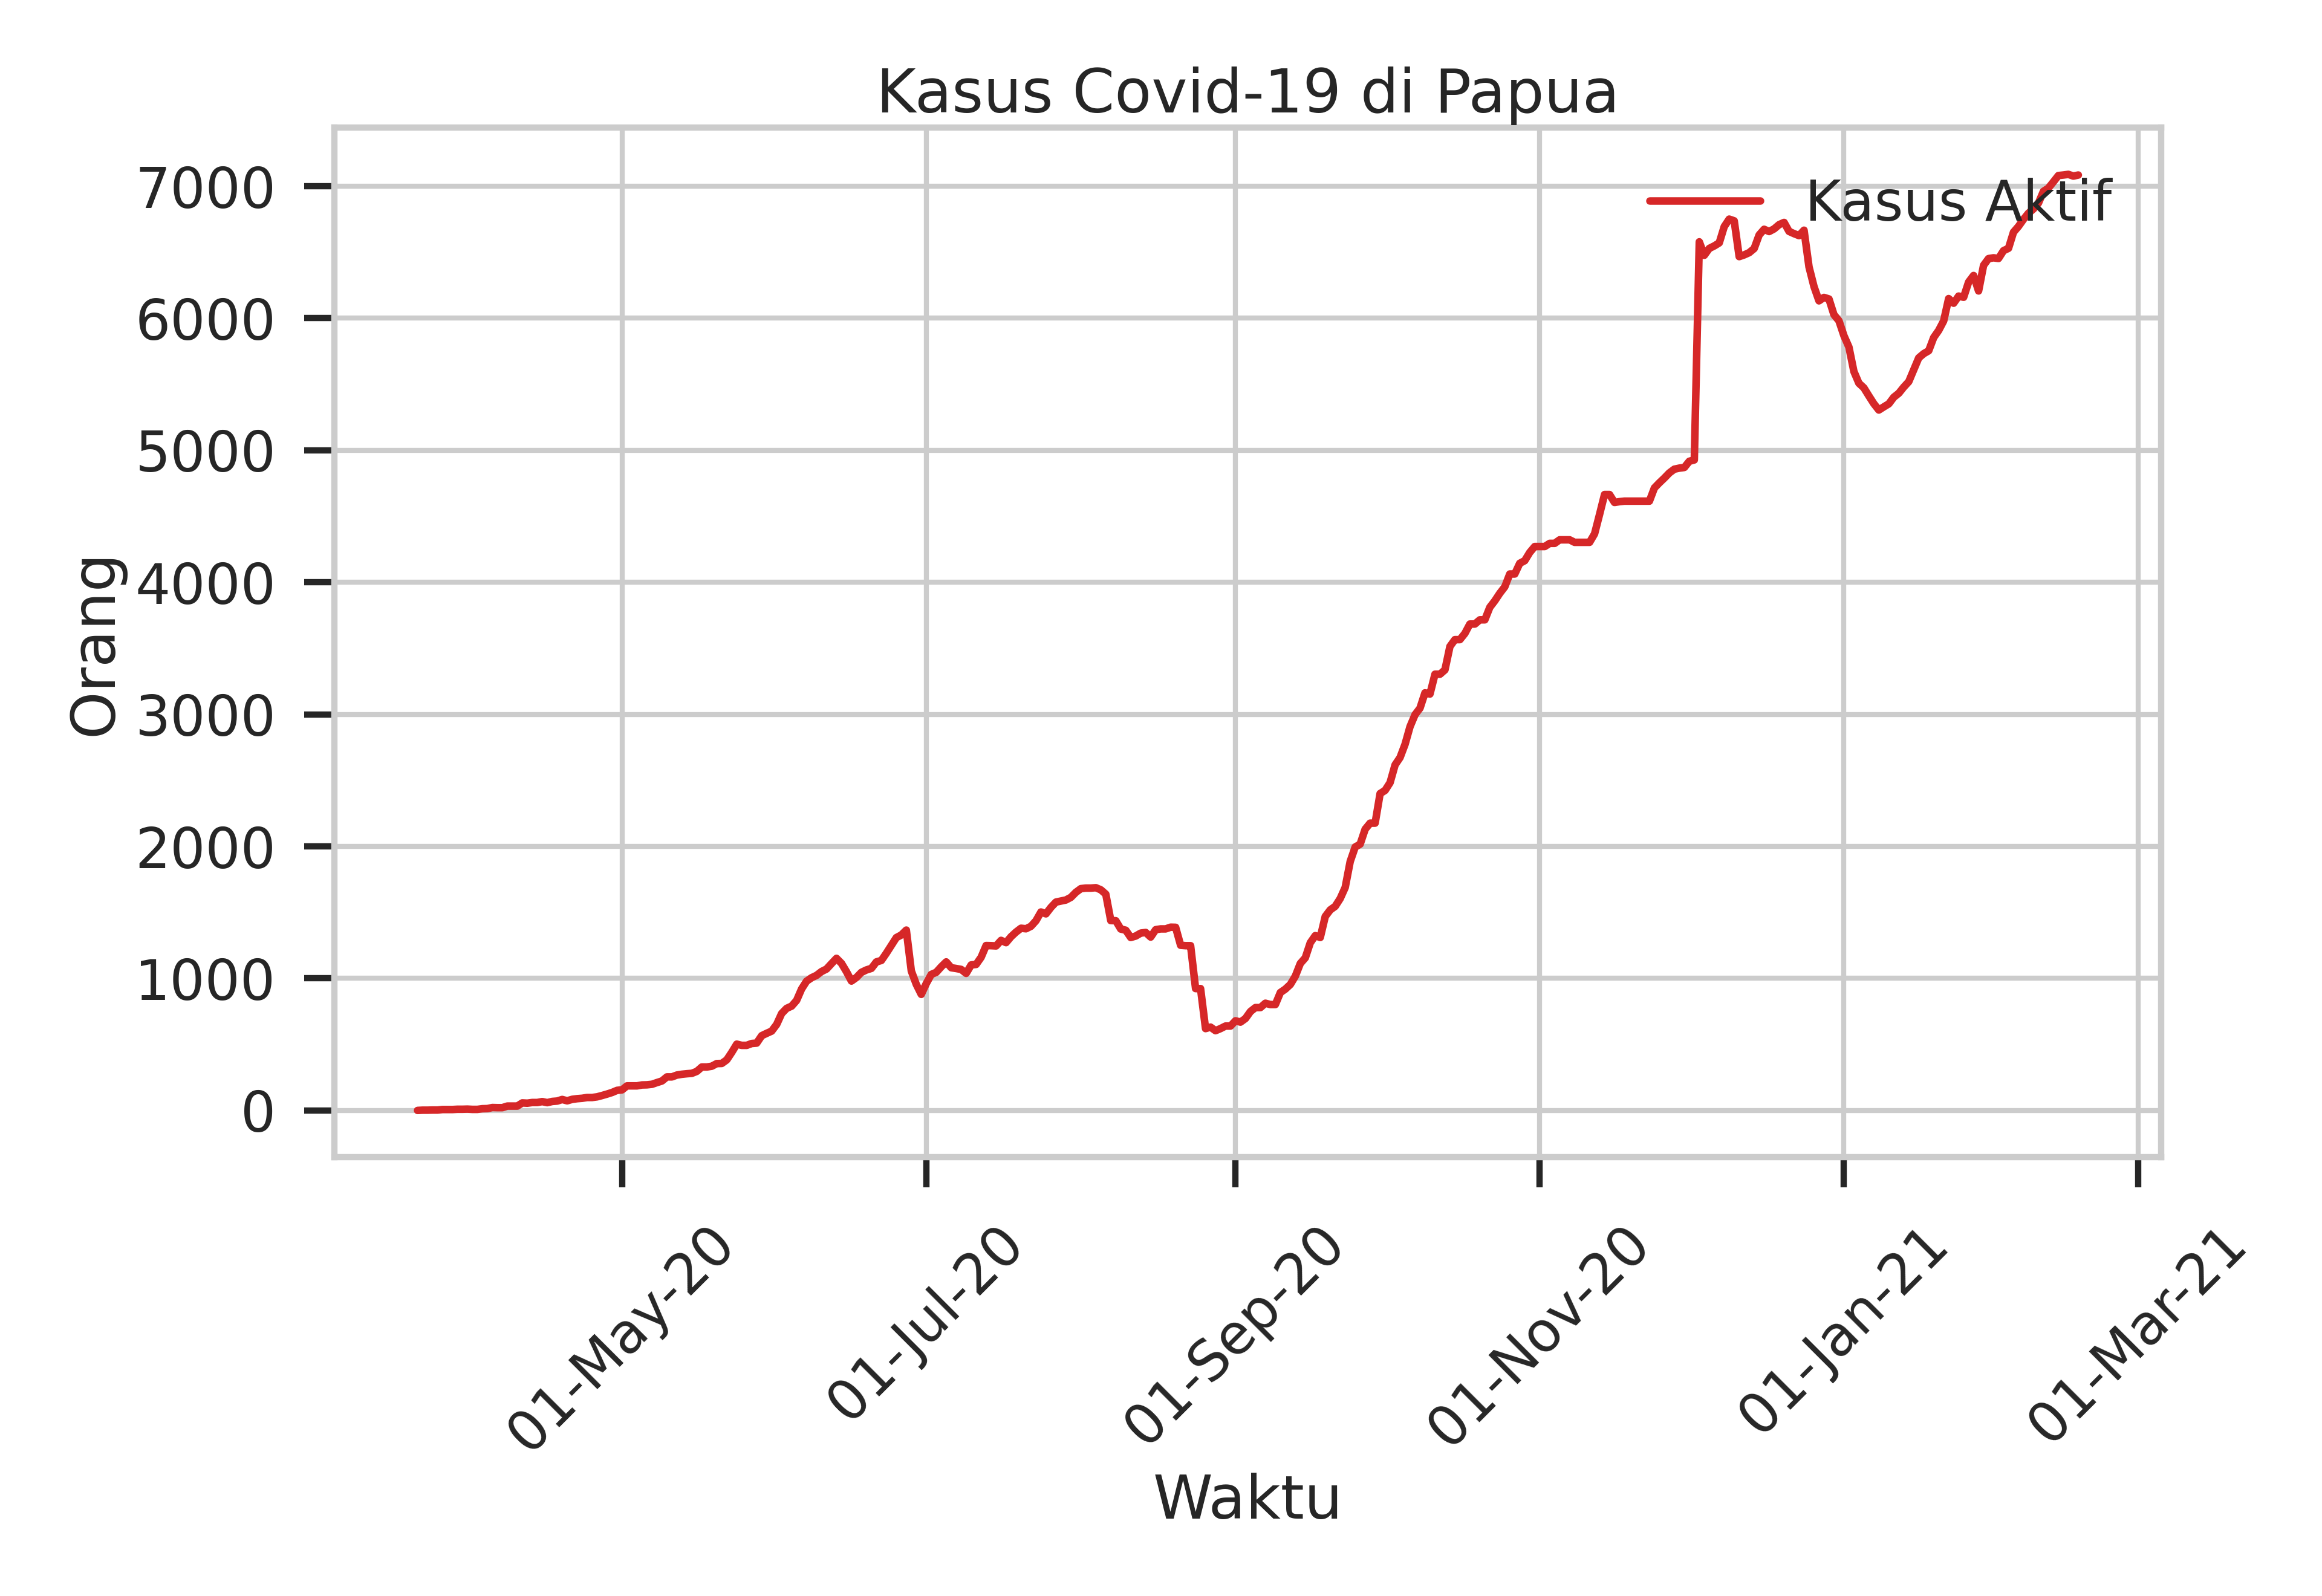 Kasus Covid-19 di Papua
Kasus Aktif
7000
6000
5000
4000
3000
2000
1000
0
Orang
01-May-20
01-Jul-20
01-Sep-20
01-Nov-20
01-Jan-21
01-Mar-21
Waktu